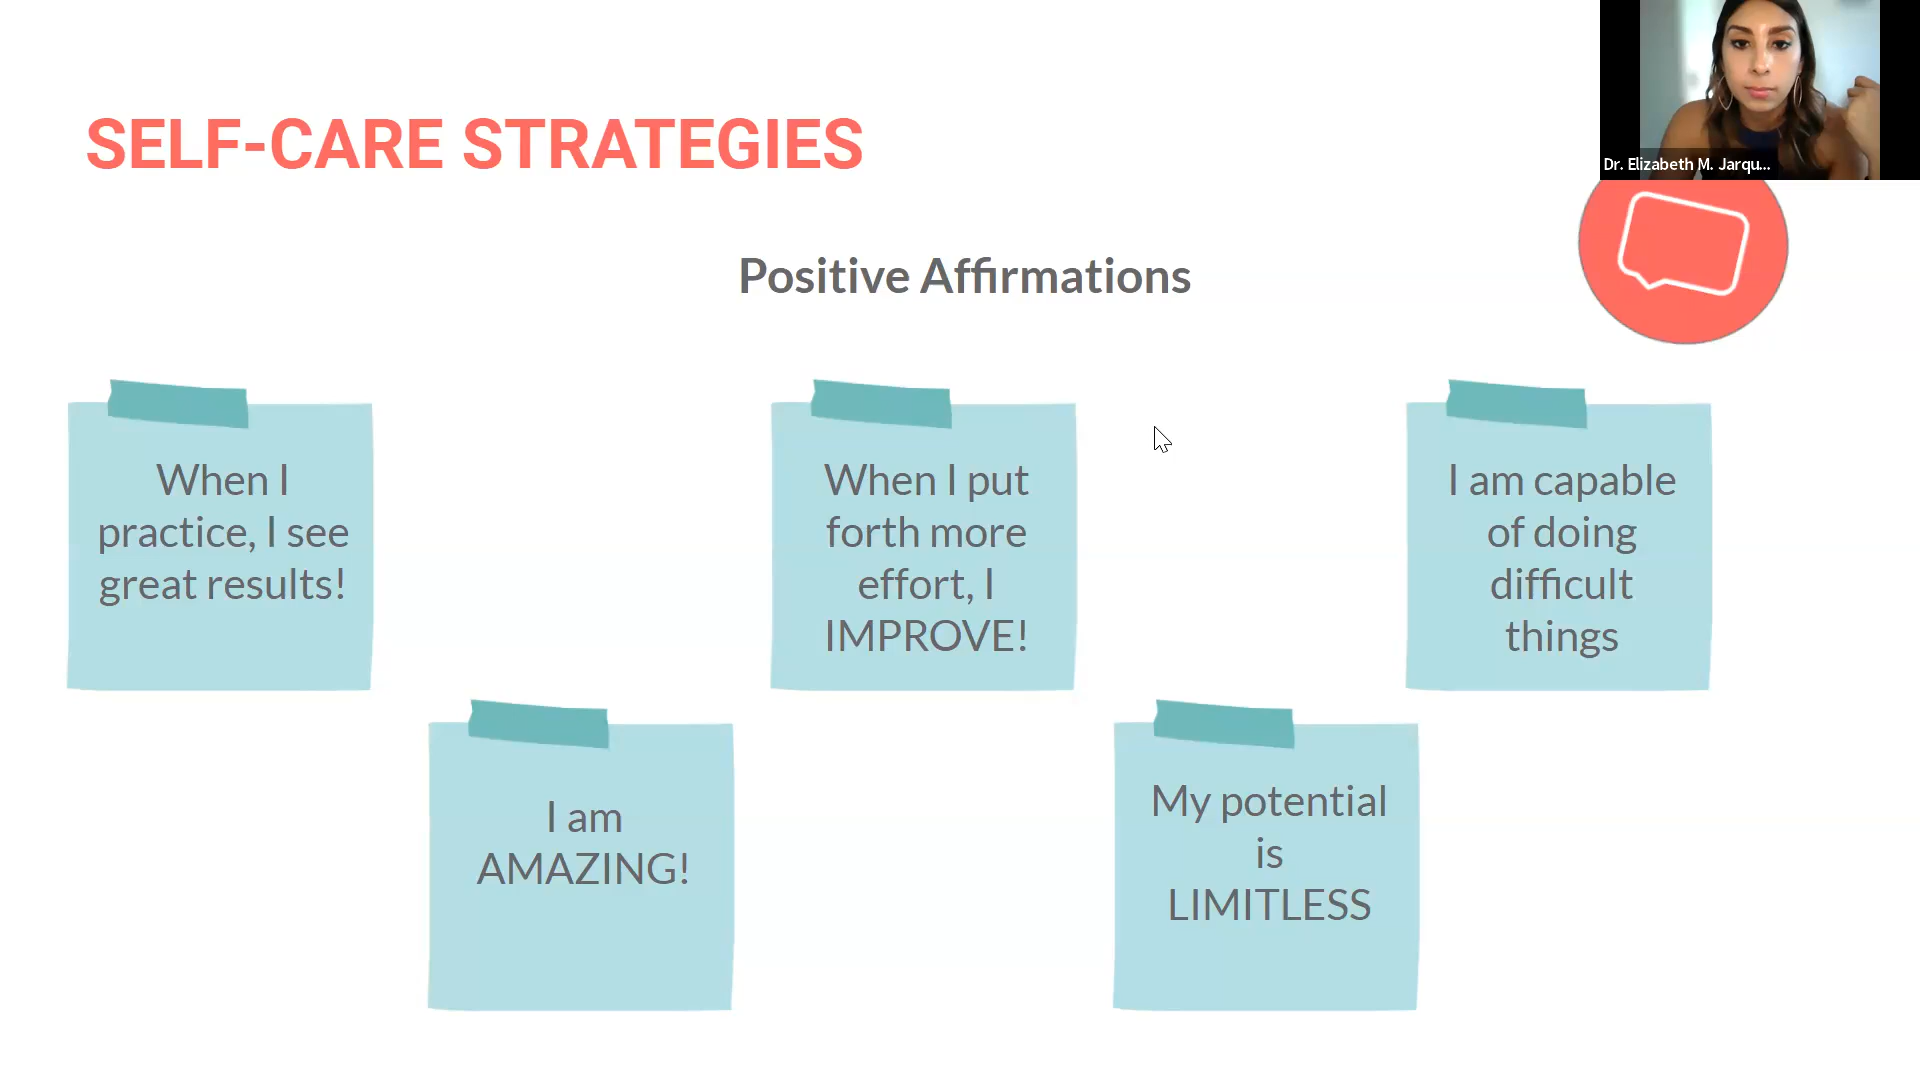 SELF-CARE STRATEGIES
Dr. Elizabeth M. Jarqu...
Positive Affirmations
When I
practice, I see
great results!
When I put
forth more
effort, I
IMPROVE!
I am capable
of doing
difficult
things
I am
AMAZING!
My potential
is
LIMITLESS